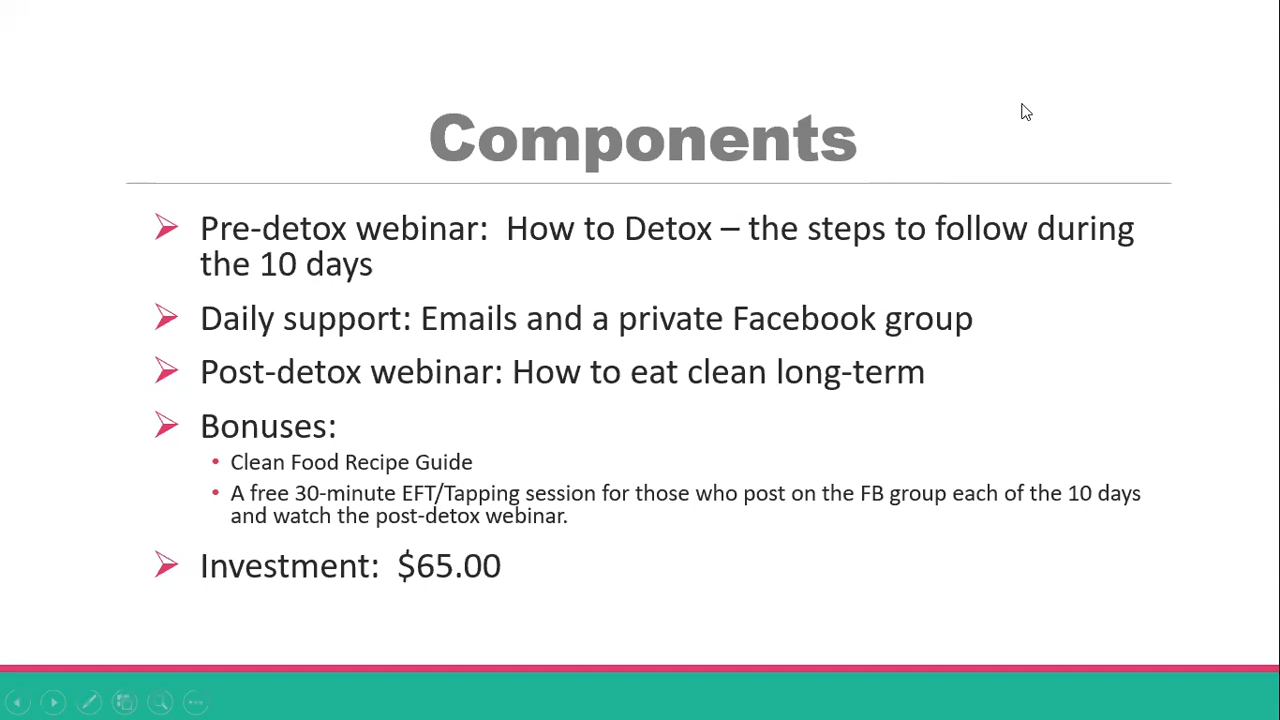 Components
Pre-detox webinar:  How to Detox – the steps to follow during
the 10 days
Daily support: Emails and a private Facebook group
Post-detox webinar: How to eat clean long-term
Bonuses:
Clean Food Recipe Guide
A free 30-minute EFT/Tapping session for those who post on the FB group each of the 10 days
and watch the post-detox webinar.
Investment:  $65.00